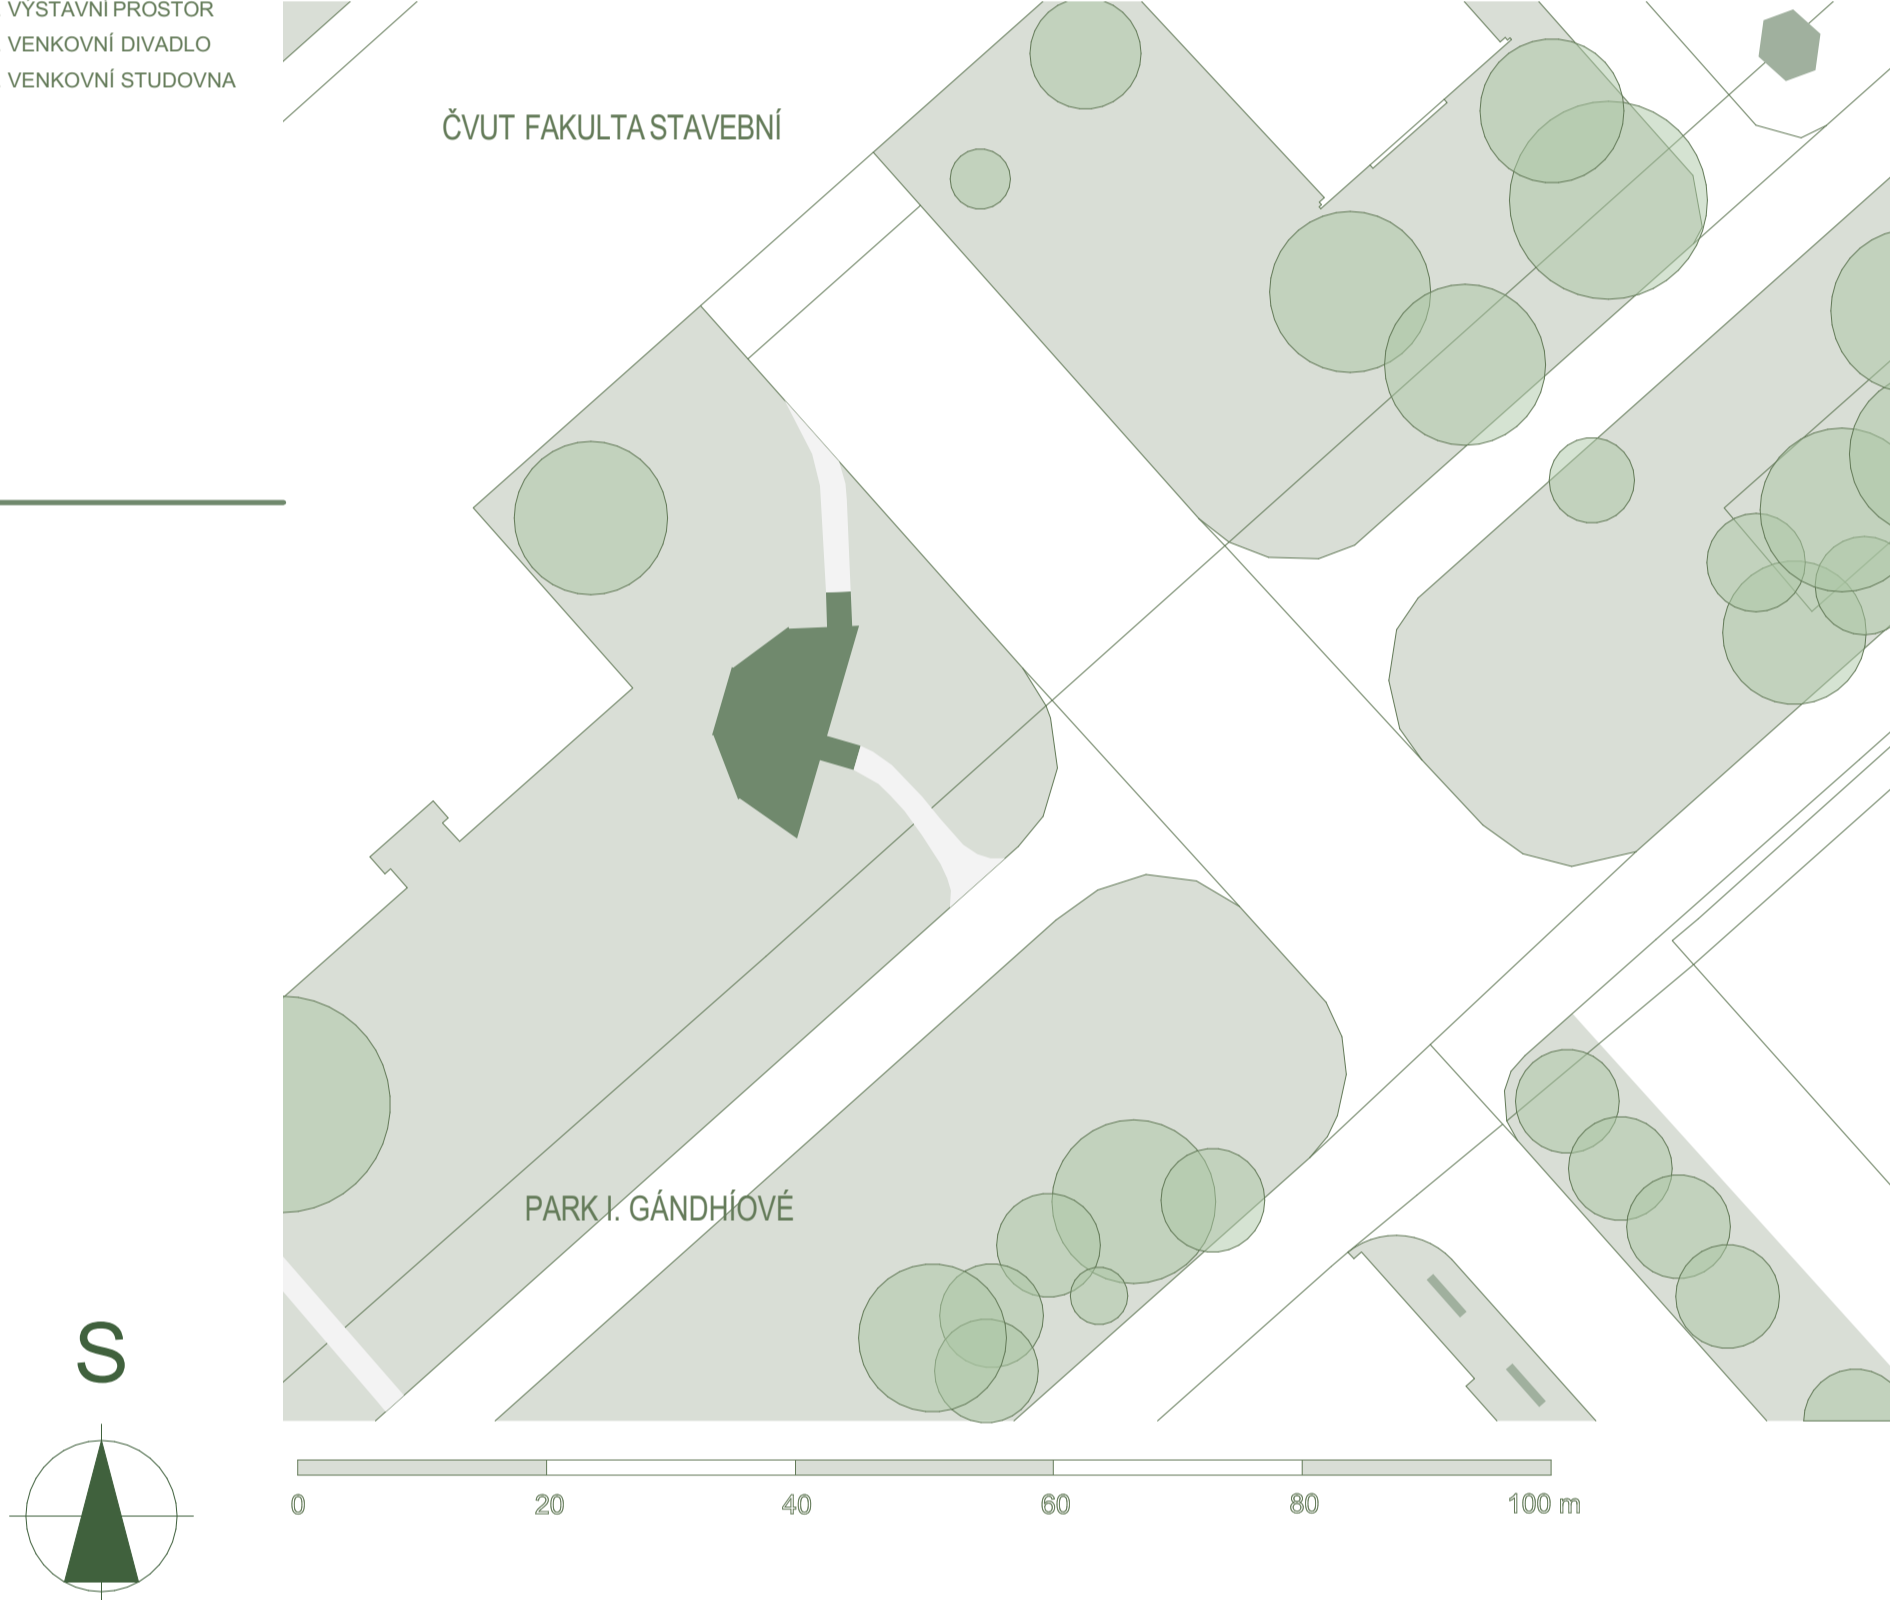 VÝSTAVNÍ PROSTOR
VENKOVNÍ DIVADLO
VENKOVNÍ STUDOVNA
ČVUT FAKULTA STAVEBNÍ
PARK I. GÁNDHÍOVÉ
S
0 20 40 60 80 100 m